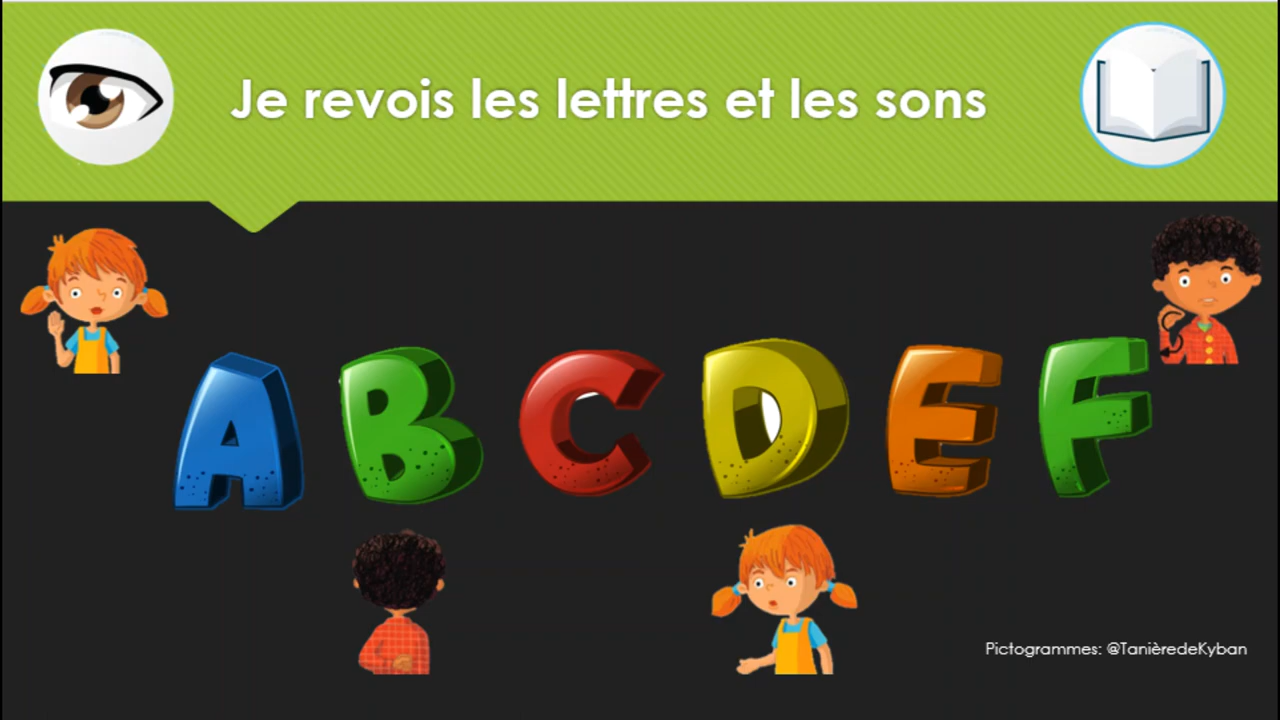 Je revois les lettres et les sons
A B C D E F
Pictogrammes: @TanièredeKyban